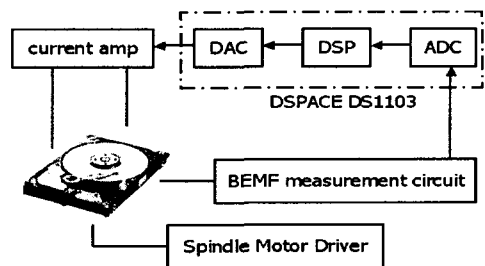 current amp
DAC
DSP
ADC
DSPACE DS1103
BEMF measurement circuit
Spindle Motor Driver